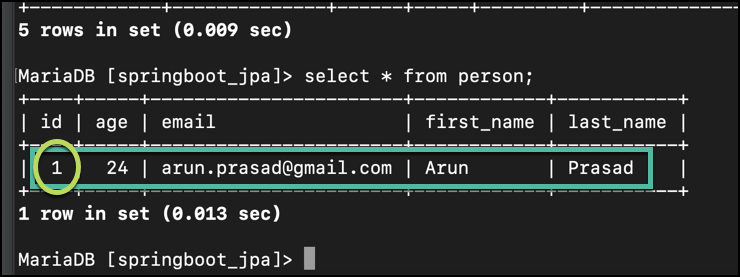 +----+-----+--------------------------+------------+-----------+
5 rows in set (0.009 sec)
MariaDB [springboot_jpa]> select * from person;
+----+-----+------------------------+------------+-----------+
| id | age | email                  | first_name | last_name |
+----+-----+------------------------+------------+-----------+
| 1 | 24 | arun.prasad@gmail.com | Arun       | Prasad    |
+----+-----+------------------------+------------+-----------+
1 row in set (0.013 sec)
MariaDB [springboot_jpa]>